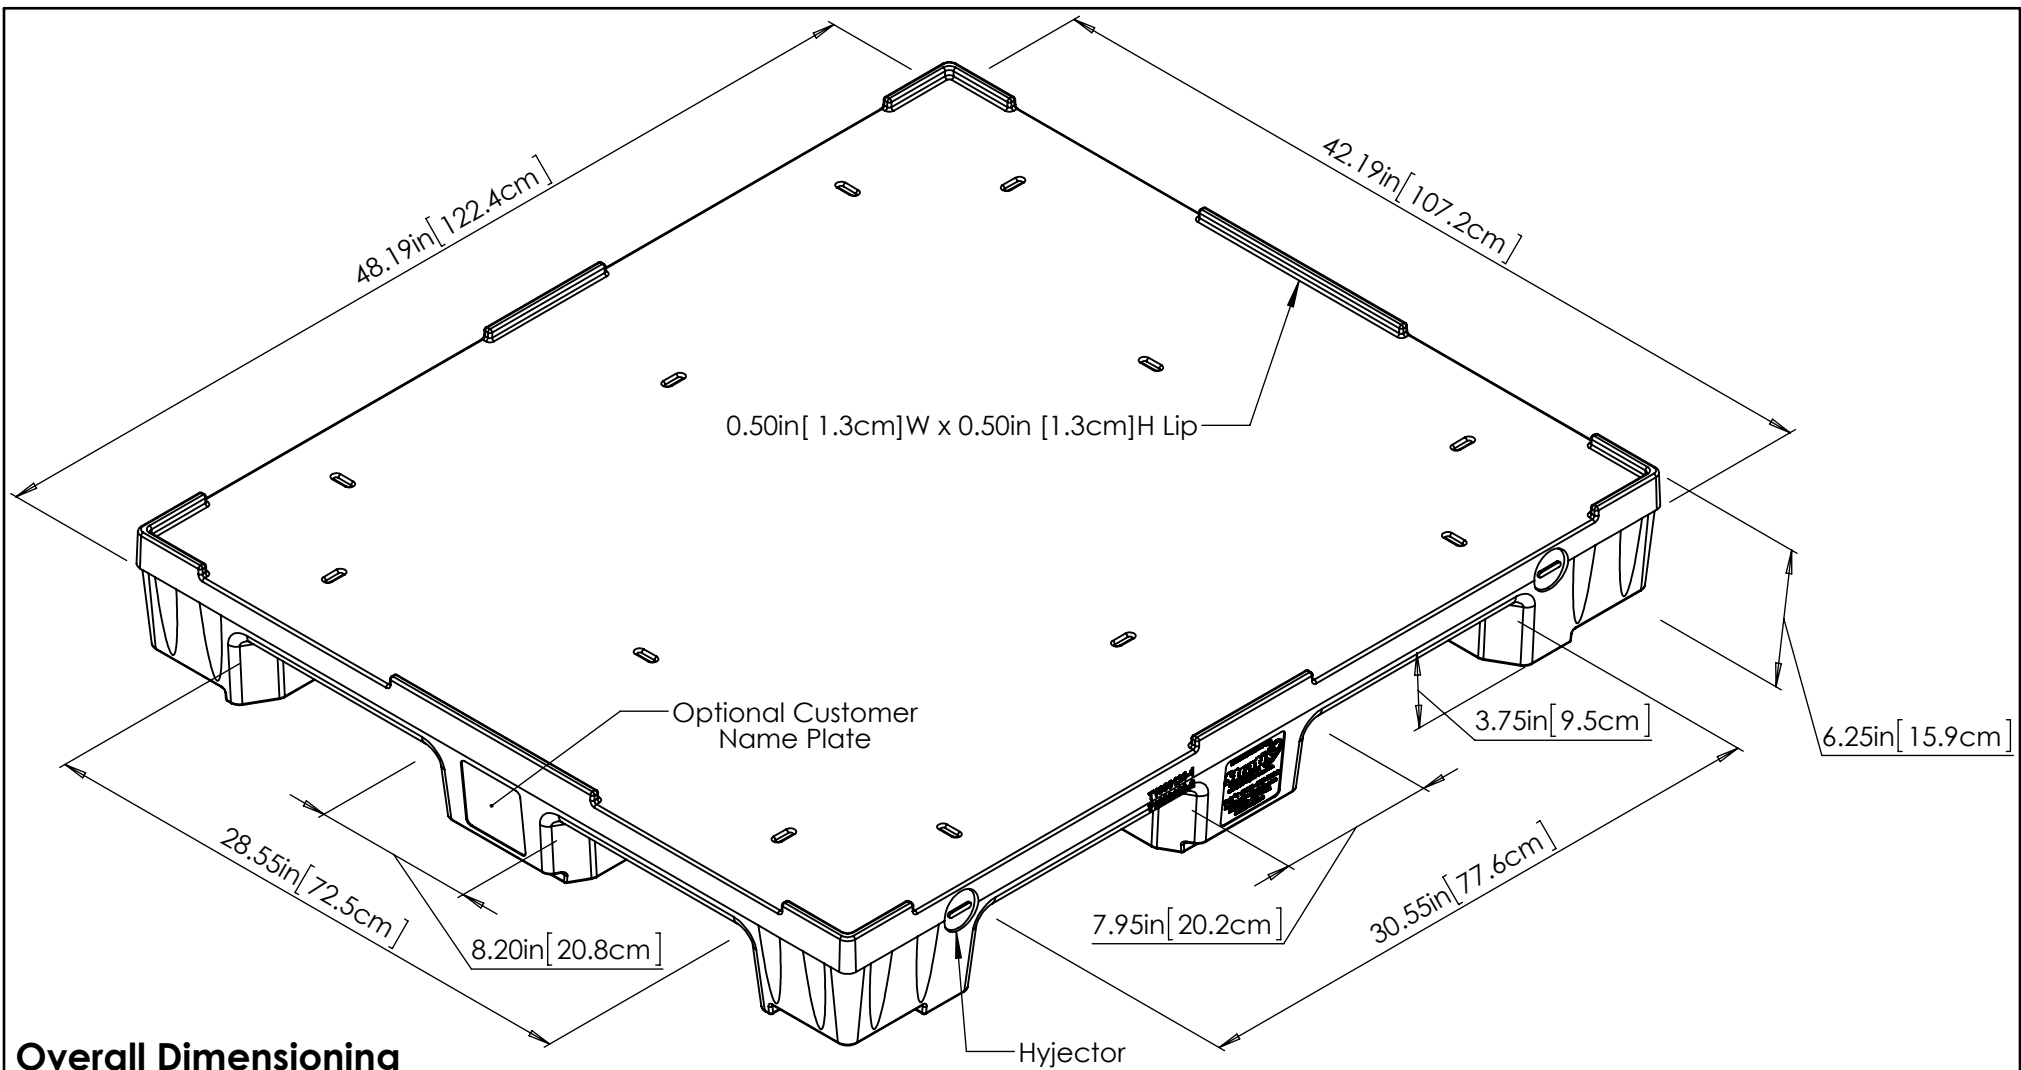 48.19in[122.4cm]
42.19in[107.2cm]
0.50in[ 1.3cm]W x 0.50in [1.3cm]H Lip
Optional Customer
Name Plate
3.75in[9.5cm]
6.25in[15.9cm]
28.55in[72.5cm]
8.20in[20.8cm]
7.95in[20.2cm]
30.55in[77.6cm]
Hyjector
Overall Dimensioning